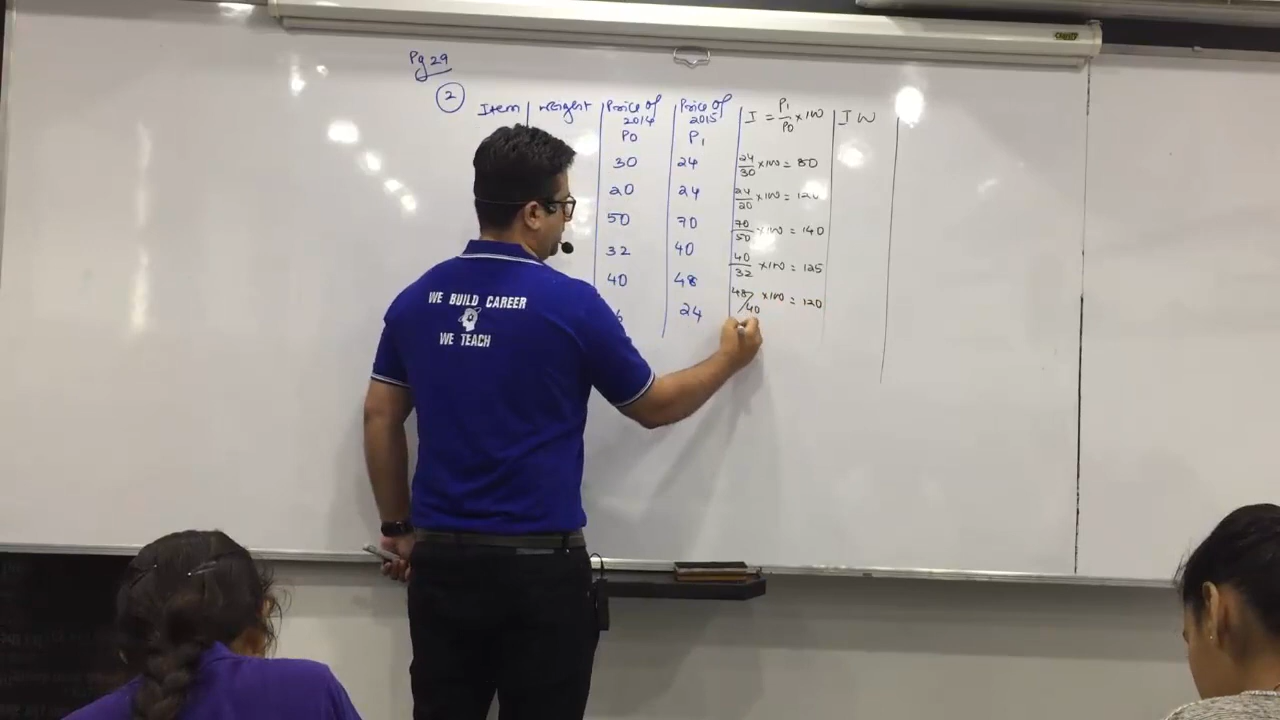 Pg 29
2
Item weight Price of 2014 P0 Price of 2015 P1 I = P1/P0 × 100 I W
30 24 24/30 × 100 = 80
20 24 24/20 × 100 = 120
50 70 70/50 × 100 = 140
32 40 40/32 × 100 = 125
40 48 48/40 × 100 = 120
24
WE BUILD CAREER
WE TEACH